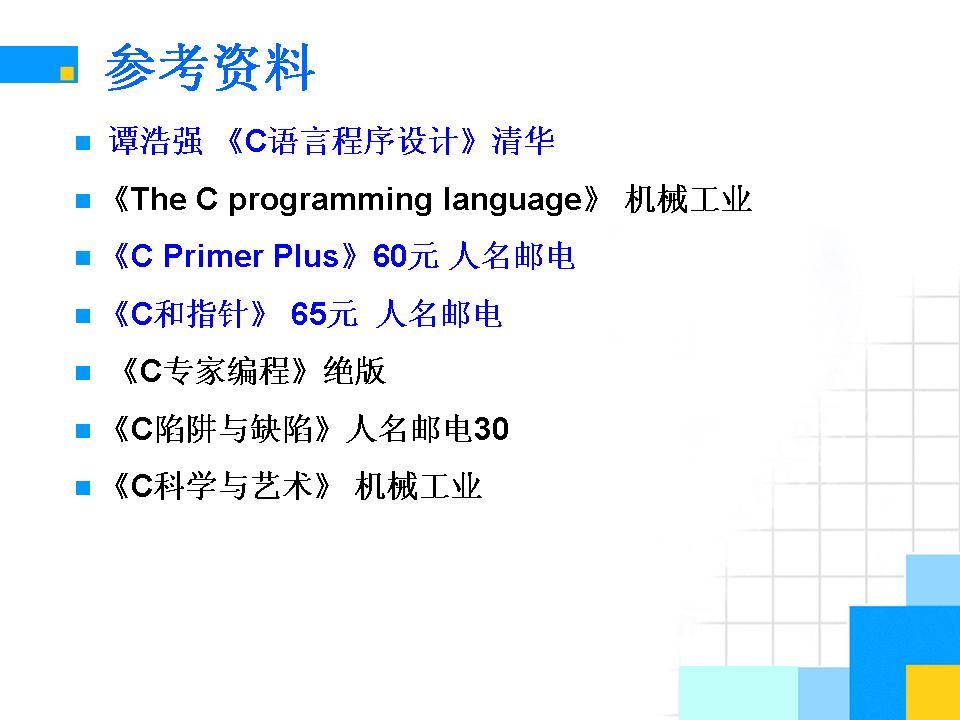 参考资料
谭浩强 《C语言程序设计》清华
《The C programming language》 机械工业
《C Primer Plus》60元 人名邮电
《C和指针》 65元 人名邮电
《C专家编程》绝版
《C陷阱与缺陷》人名邮电30
《C科学与艺术》 机械工业